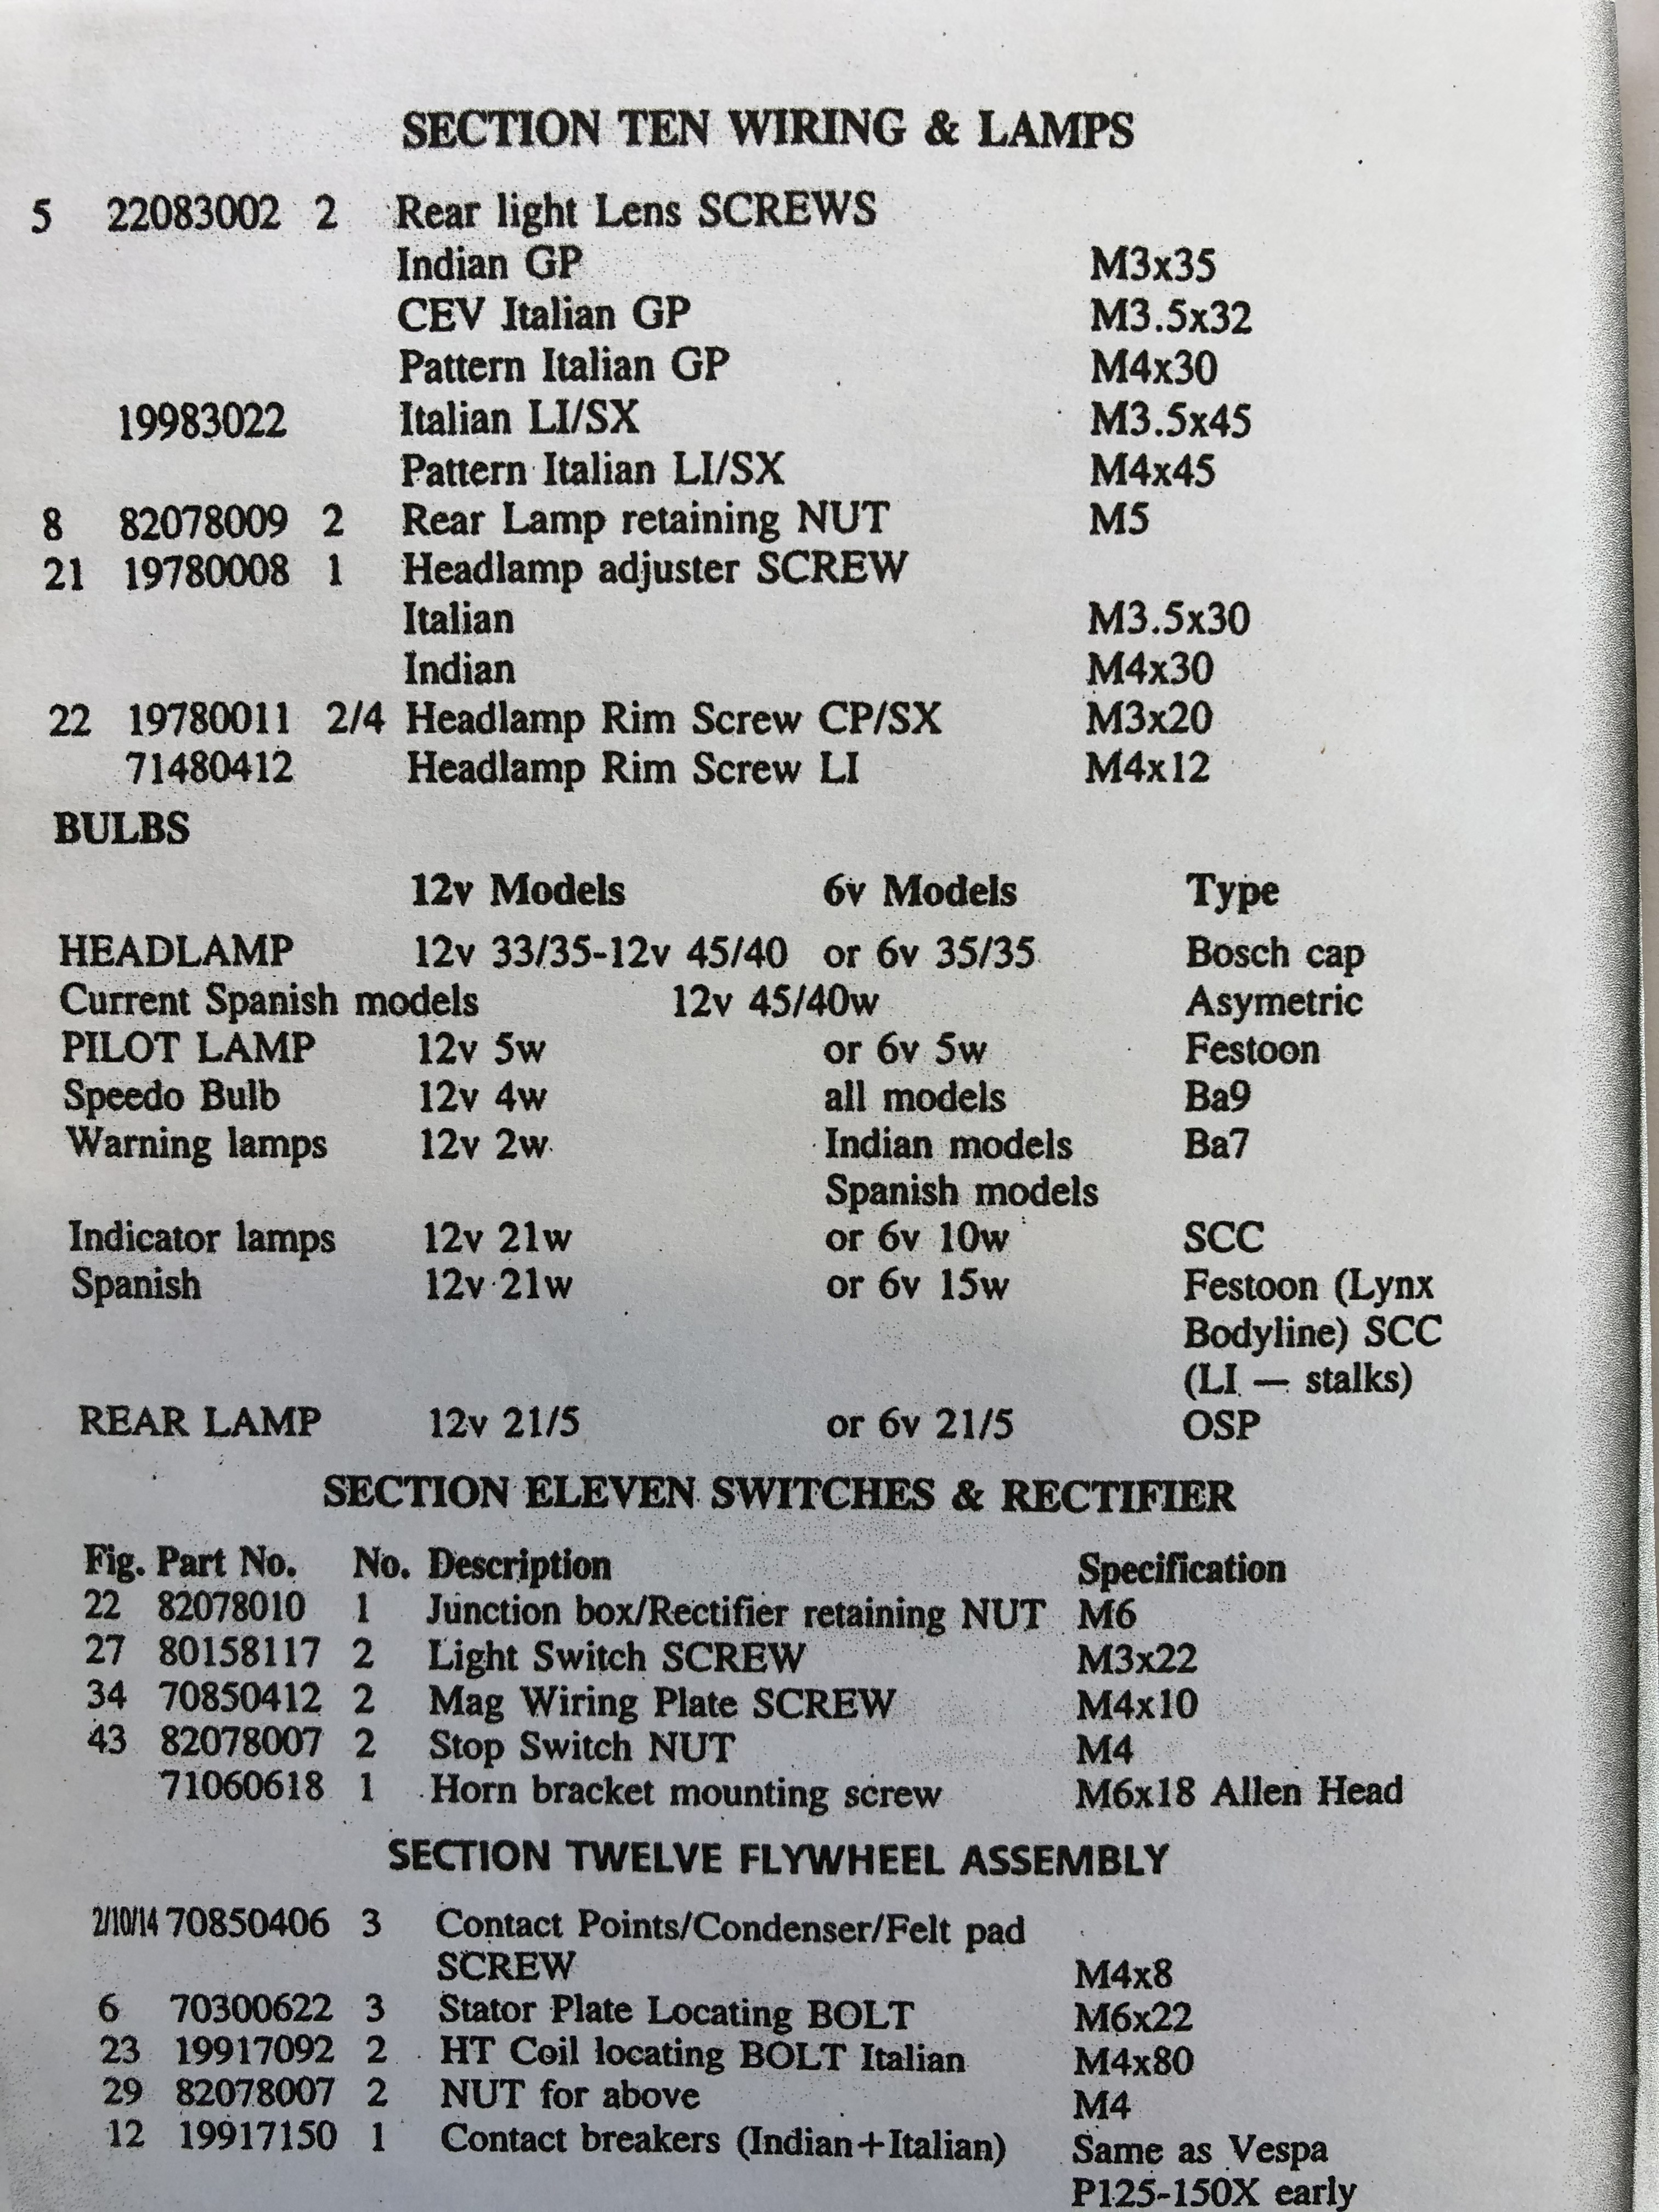 SECTION TEN WIRING & LAMPS
5 22083002 2 Rear light Lens SCREWS
Indian GP M3x35
CEV Italian GP M3.5x32
Pattern Italian GP M4x30
19983022 Italian LI/SX M3.5x45
Pattern Italian LI/SX M4x45
8 82078009 2 Rear Lamp retaining NUT M5
21 19780008 1 Headlamp adjuster SCREW
Italian M3.5x30
Indian M4x30
22 19780011 2/4 Headlamp Rim Screw CP/SX M3x20
71480412 Headlamp Rim Screw LI M4x12
BULBS
12v Models 6v Models Type
HEADLAMP 12v 33/35-12v 45/40 or 6v 35/35 Bosch cap
Current Spanish models 12v 45/40w Asymetric
PILOT LAMP 12v 5w or 6v 5w Festoon
Speedo Bulb 12v 4w all models Ba9
Warning lamps 12v 2w Indian models Ba7
Spanish models
Indicator lamps 12v 21w or 6v 10w SCC
Spanish 12v 21w or 6v 15w Festoon (Lynx
Bodyline) SCC
(LI — stalks)
REAR LAMP 12v 21/5 or 6v 21/5 OSP
SECTION ELEVEN SWITCHES & RECTIFIER
Fig. Part No. No. Description Specification
22 82078010 1 Junction box/Rectifier retaining NUT M6
27 80158117 2 Light Switch SCREW M3x22
34 70850412 2 Mag Wiring Plate SCREW M4x10
43 82078007 2 Stop Switch NUT M4
71060618 1 Horn bracket mounting screw M6x18 Allen Head
SECTION TWELVE FLYWHEEL ASSEMBLY
2/10/14 70850406 3 Contact Points/Condenser/Felt pad
SCREW M4x8
6 70300622 3 Stator Plate Locating BOLT M6x22
23 19917092 2 HT Coil locating BOLT Italian M4x80
29 82078007 2 NUT for above M4
12 19917150 1 Contact breakers (Indian+Italian) Same as Vespa
P125-150X early